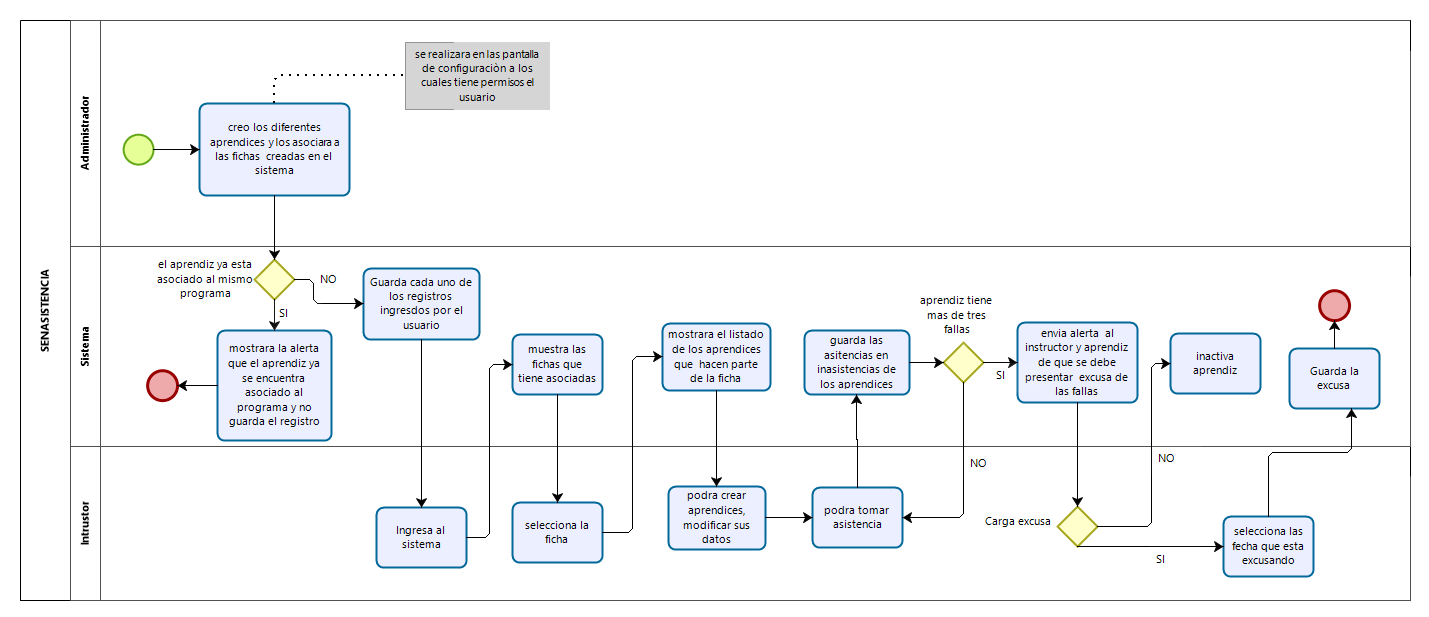 SENASISTENCIA
Administrador
se realizara en las pantalla
de configuraciòn a los
cuales tiene permisos el
usuario
creo los diferentes
aprendices y los asociara a
las fichas creadas en el
sistema
Sistema
el aprendiz ya esta
asociado al mismo
programa
NO
SI
Guarda cada uno de
los registros
ingresdos por el
usuario
mostrara la alerta
que el aprendiz ya
se encuentra
asociado al
programa y no
guarda el registro
muestra las
fichas que
tiene asociadas
mostrara el listado
de los aprendices
que hacen parte
de la ficha
guarda las
asitencias en
inasistencias de
los aprendices
aprendiz tiene
mas de tres
fallas
SI
NO
envia alerta al
instructor y aprendiz
de que se debe
presentar excusa de
las fallas
inactiva
aprendiz
Guarda la
excusa
Intrustor
Ingresa al
sistema
selecciona la
ficha
podra crear
aprendices,
modificar sus
datos
podra tomar
asistencia
Carga excusa
NO
SI
selecciona las
fecha que esta
excusando